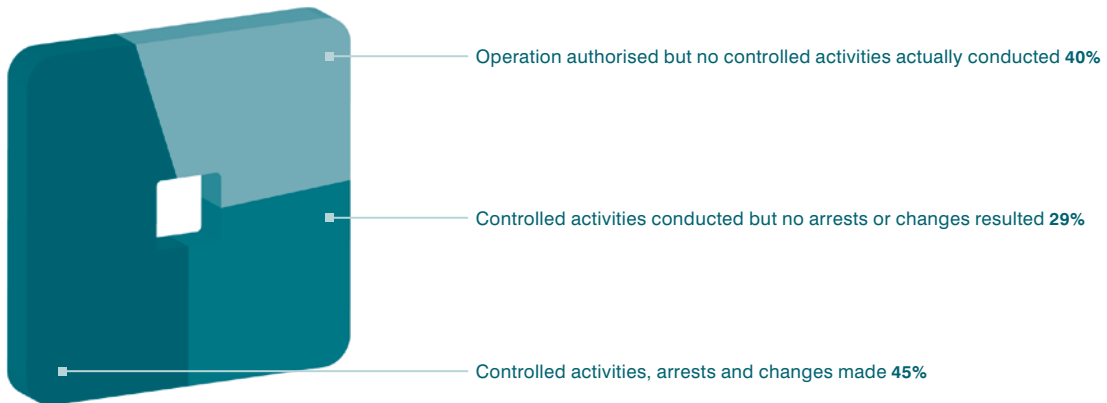 Operation authorised but no controlled activities actually conducted 40%
Controlled activities conducted but no arrests or changes resulted 29%
Controlled activities, arrests and changes made 45%